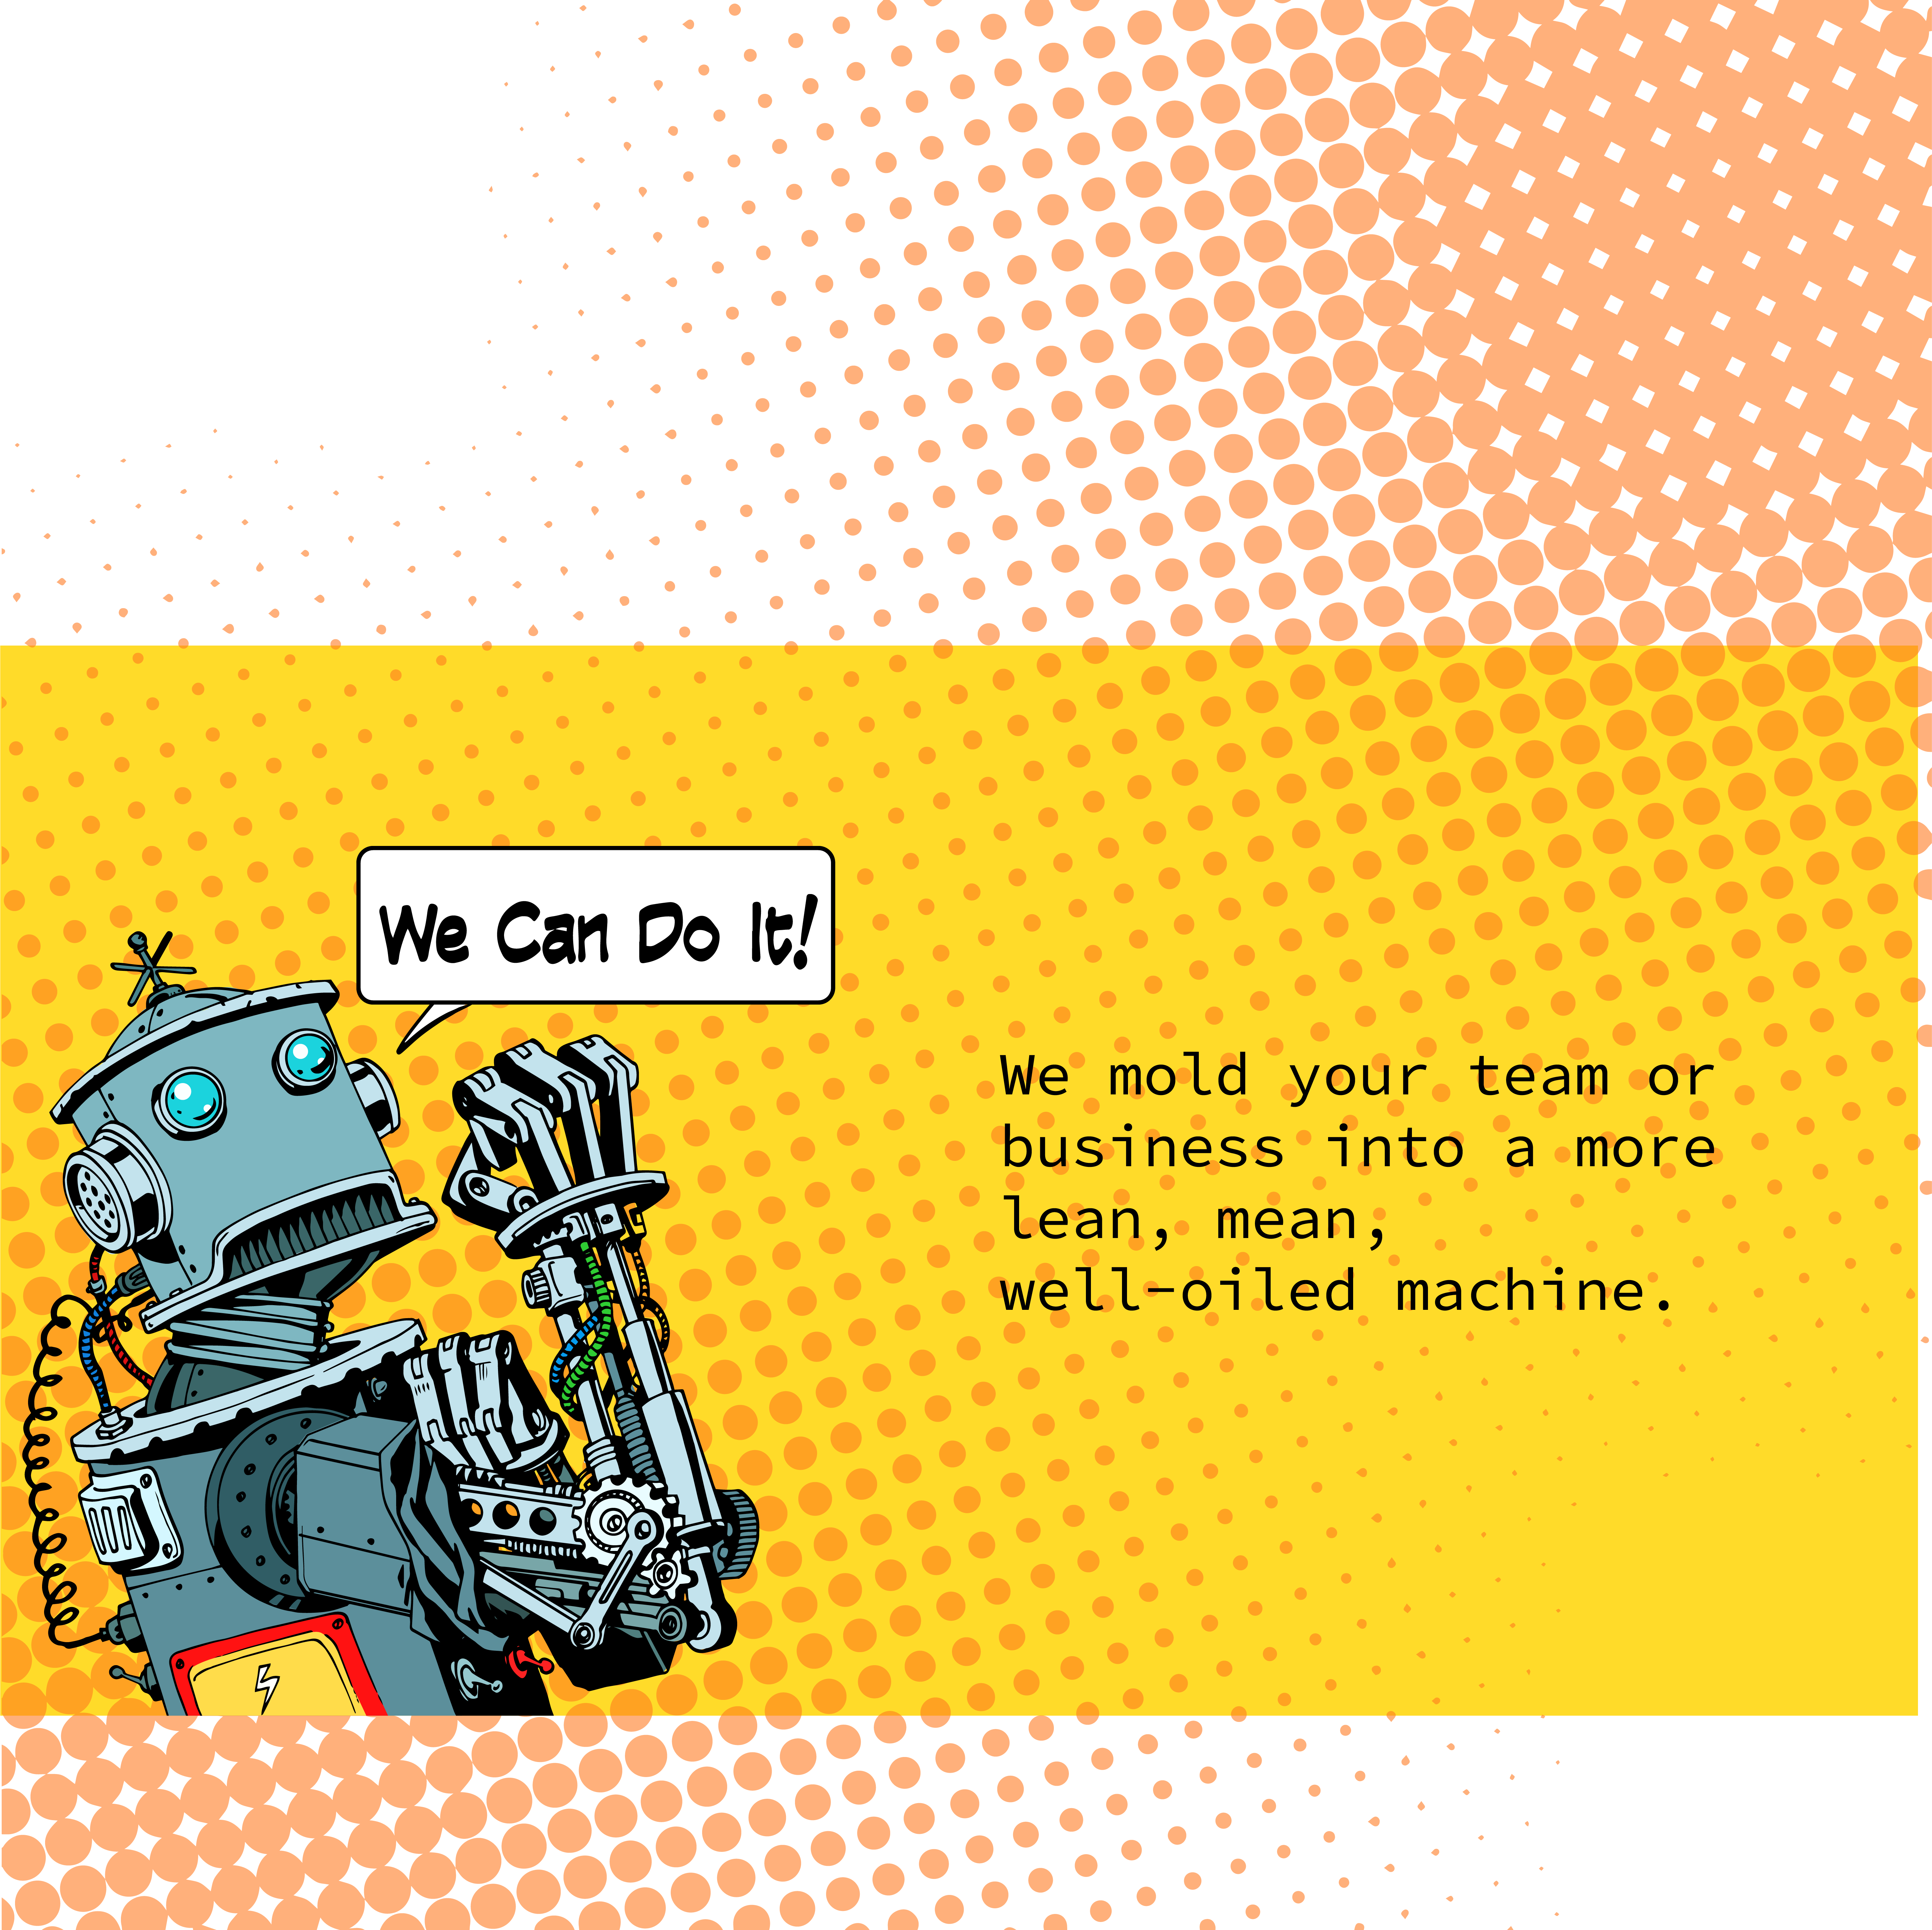 We Can Do It!
We mold your team or
business into a more
lean, mean,
well-oiled machine.